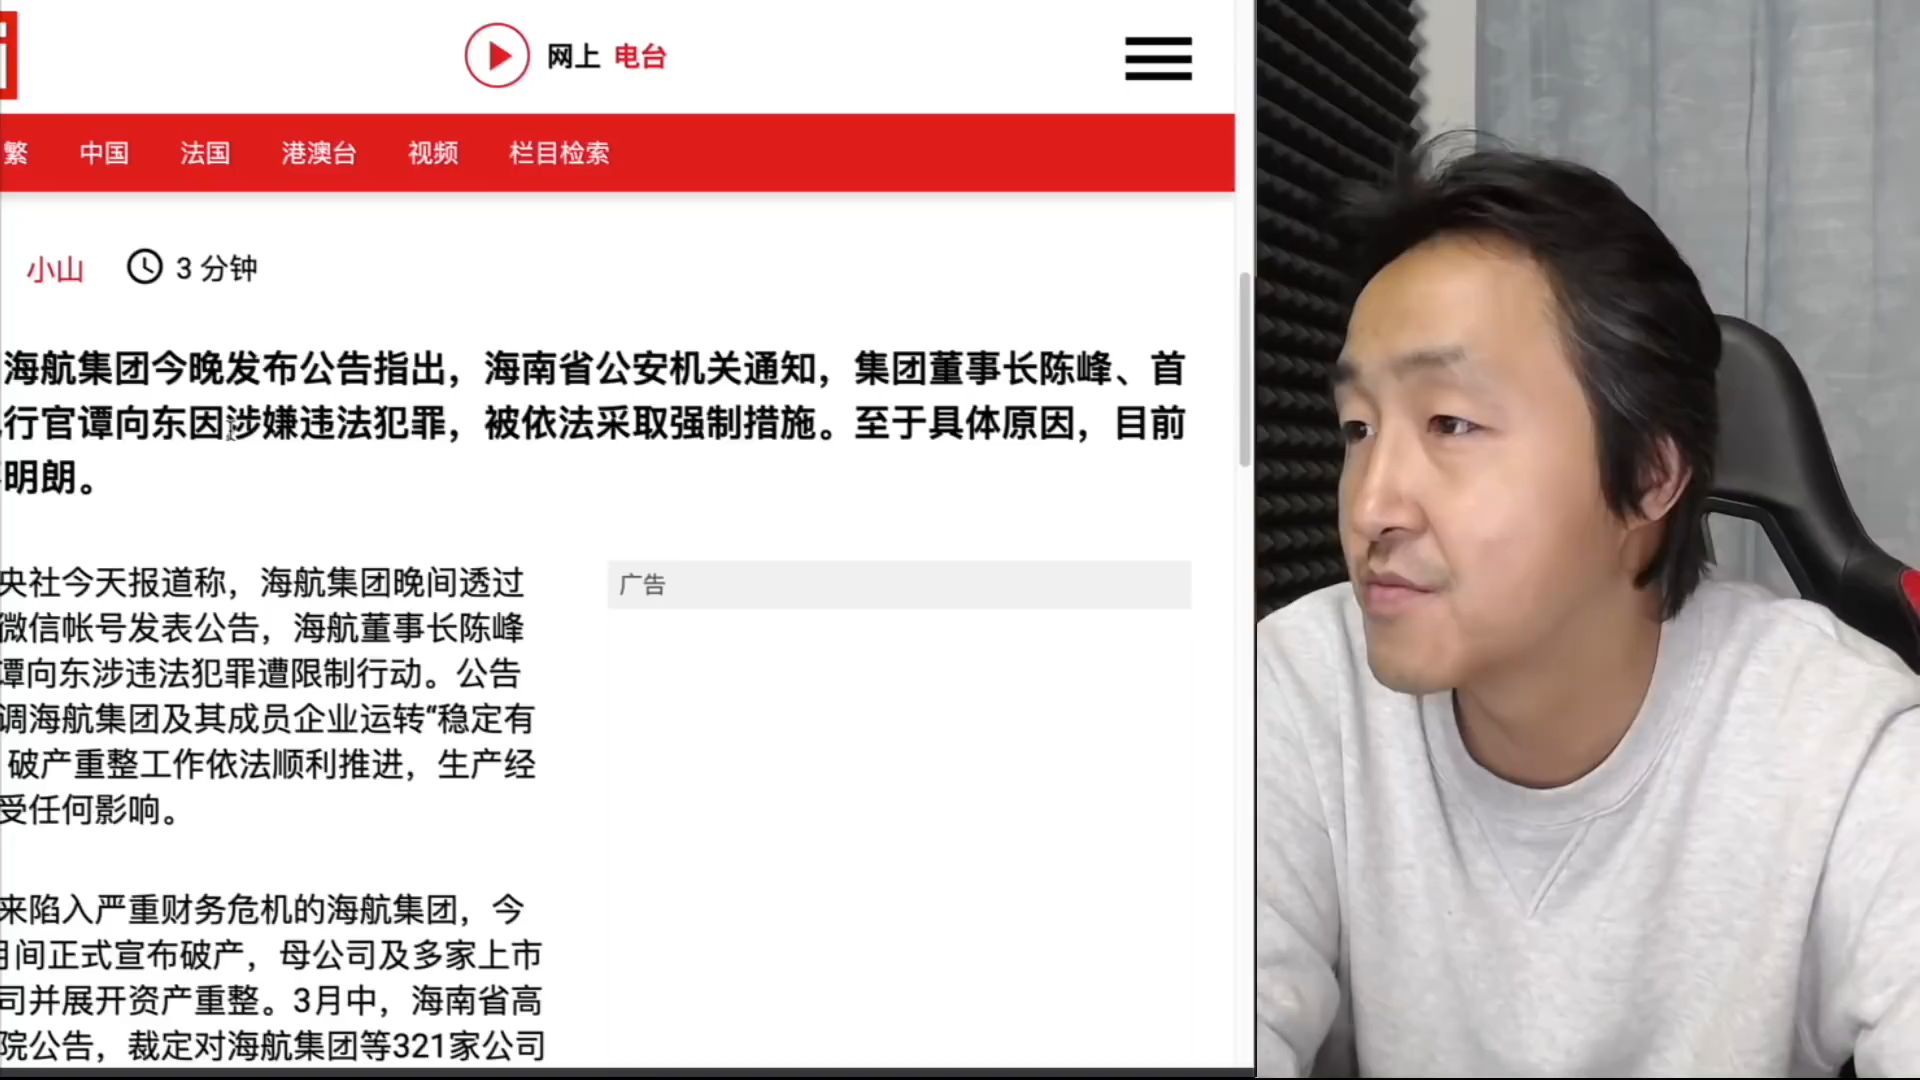 网上 电台
繁 中国 法国 港澳台 视频 栏目检索
小山 3 分钟
海航集团今晚发布公告指出，海南省公安机关通知，集团董事长陈峰、首
行官谭向东因涉嫌违法犯罪，被依法采取强制措施。至于具体原因，目前
明朗。
广告
央社今天报道称，海航集团晚间透过
微信帐号发表公告，海航董事长陈峰
谭向东涉违法犯罪遭限制行动。公告
调海航集团及其成员企业运转“稳定有
破产重整工作依法顺利推进，生产经
受任何影响。
来陷入严重财务危机的海航集团，今
月间正式宣布破产，母公司及多家上市
司并展开资产重整。3月中，海南省高
院公告，裁定对海航集团等321家公司